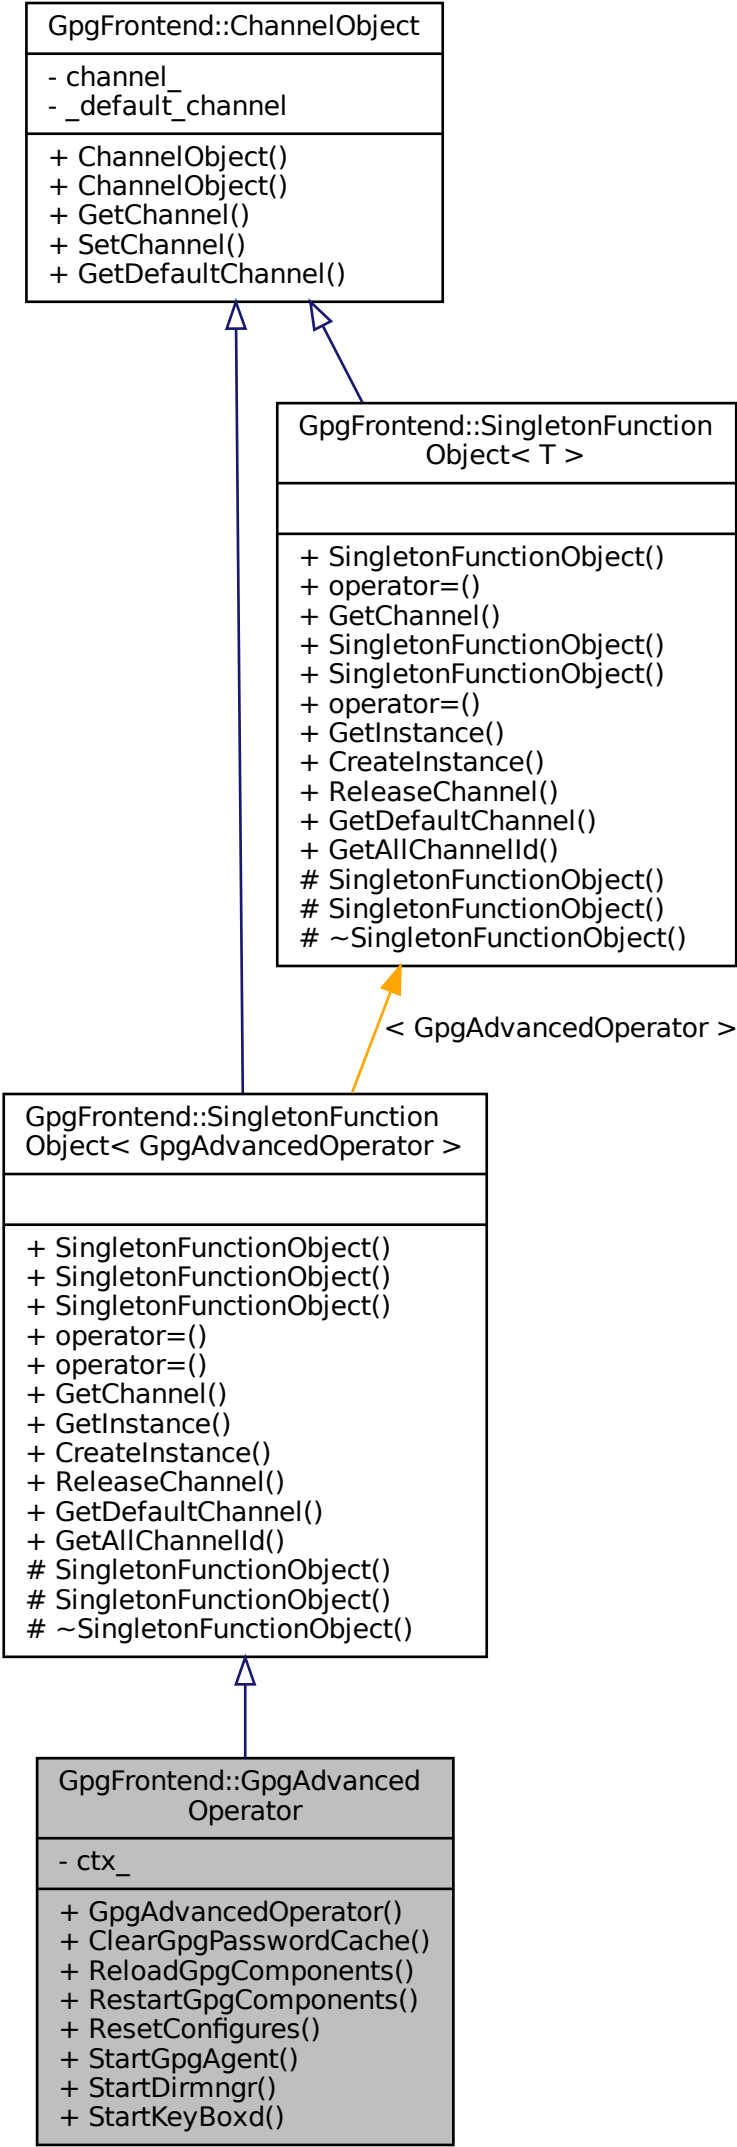 GpgFrontend::ChannelObject
- channel_
- _default_channel
+ ChannelObject()
+ ChannelObject()
+ GetChannel()
+ SetChannel()
+ GetDefaultChannel()
GpgFrontend::SingletonFunction
Object< T >
+ SingletonFunctionObject()
+ operator=()
+ GetChannel()
+ SingletonFunctionObject()
+ SingletonFunctionObject()
+ operator=()
+ GetInstance()
+ CreateInstance()
+ ReleaseChannel()
+ GetDefaultChannel()
+ GetAllChannelId()
# SingletonFunctionObject()
# SingletonFunctionObject()
# ~SingletonFunctionObject()
< GpgAdvancedOperator >
GpgFrontend::SingletonFunction
Object< GpgAdvancedOperator >
+ SingletonFunctionObject()
+ SingletonFunctionObject()
+ SingletonFunctionObject()
+ operator=()
+ operator=()
+ GetChannel()
+ GetInstance()
+ CreateInstance()
+ ReleaseChannel()
+ GetDefaultChannel()
+ GetAllChannelId()
# SingletonFunctionObject()
# SingletonFunctionObject()
# ~SingletonFunctionObject()
GpgFrontend::GpgAdvanced
Operator
- ctx_
+ GpgAdvancedOperator()
+ ClearGpgPasswordCache()
+ ReloadGpgComponents()
+ RestartGpgComponents()
+ ResetConfigures()
+ StartGpgAgent()
+ StartDirmngr()
+ StartKeyBoxd()